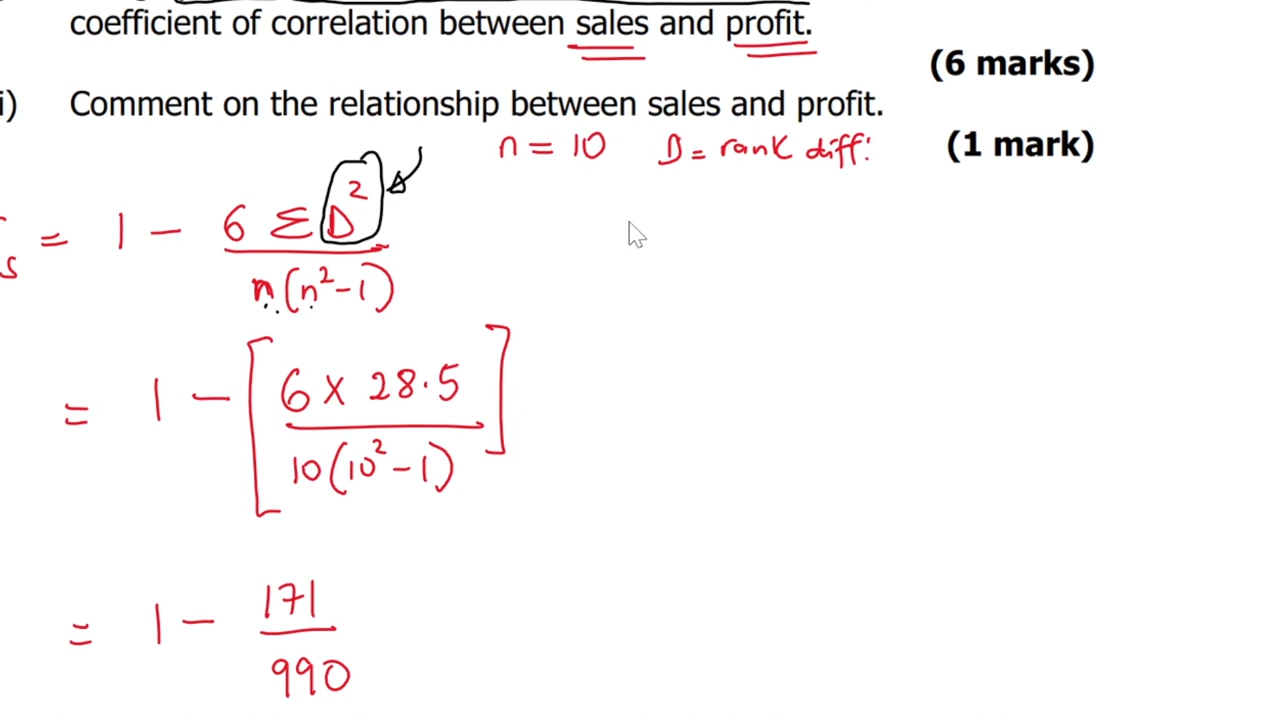 coefficient of correlation between sales and profit.
(6 marks)
i) Comment on the relationship between sales and profit.
n = 10 D = rank diff:
(1 mark)
s = 1 - 6 Σ D²
n(n²-1)
= 1 - [6 x 28.5
10(10²-1)]
= 1 - 171
990